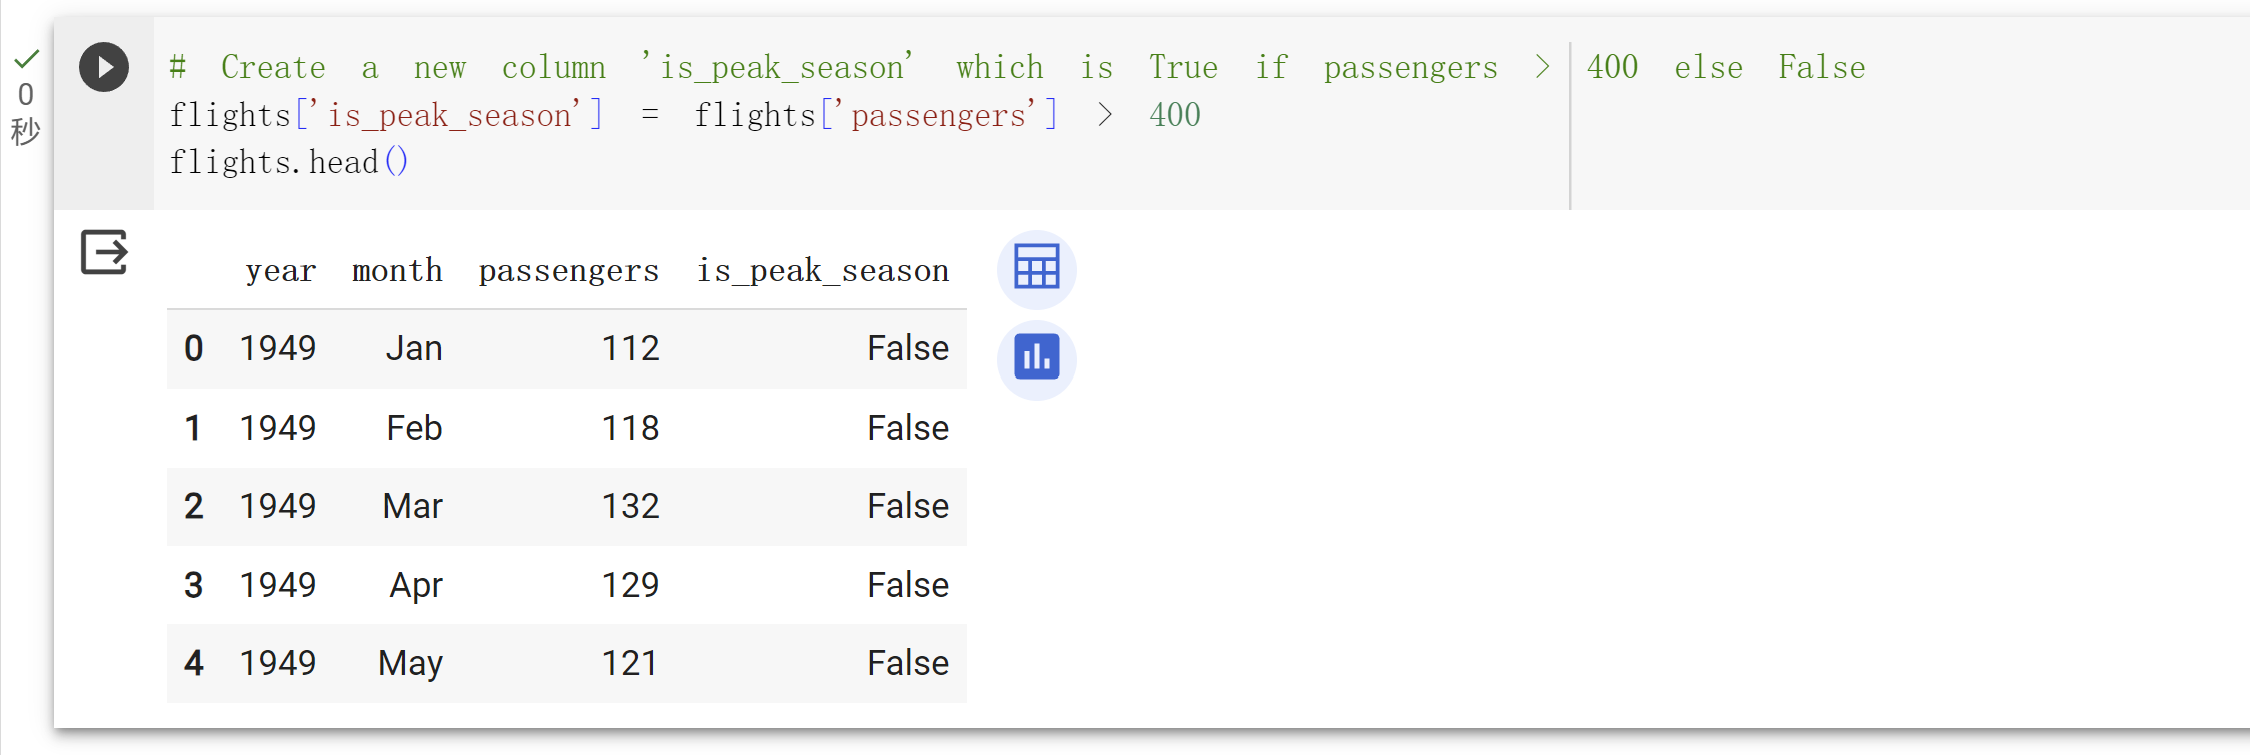 # Create a new column 'is_peak_season' which is True if passengers > 400 else False
flights['is_peak_season'] = flights['passengers'] > 400
flights.head()
0
秒
year month passengers is_peak_season
0 1949 Jan 112 False
1 1949 Feb 118 False
2 1949 Mar 132 False
3 1949 Apr 129 False
4 1949 May 121 False